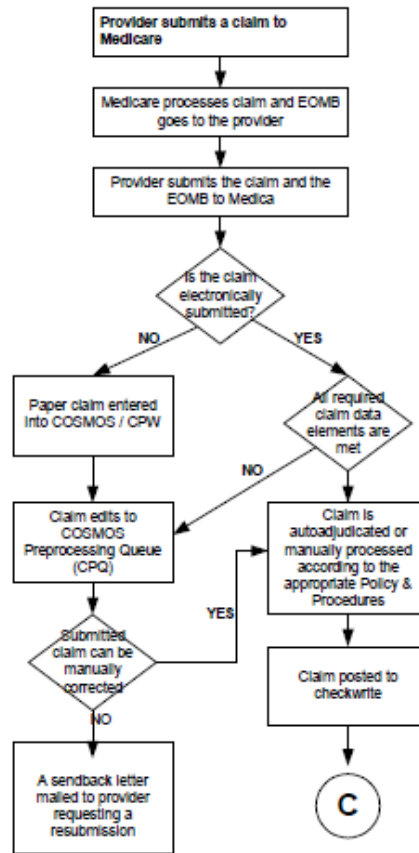 Provider submits a claim to
Medicare
Medicare processes claim and EOMB
goes to the provider
Provider submits the claim and the
EOMB to Medica
Is the claim
electronically
submitted?
NO
YES
Paper claim entered
into COSMOS / CPW
All required
claim data
elements are
met
NO
Claim edits to
COSMOS
Preprocessing Queue
(CPQ)
Claim is
autoadjudicated or
manually processed
according to the
appropriate Policy &
Procedures
YES
Submitted
claim can be
manually
corrected
NO
Claim posted to
checkwrite
A sendback letter
mailed to provider
requesting a
resubmission
C